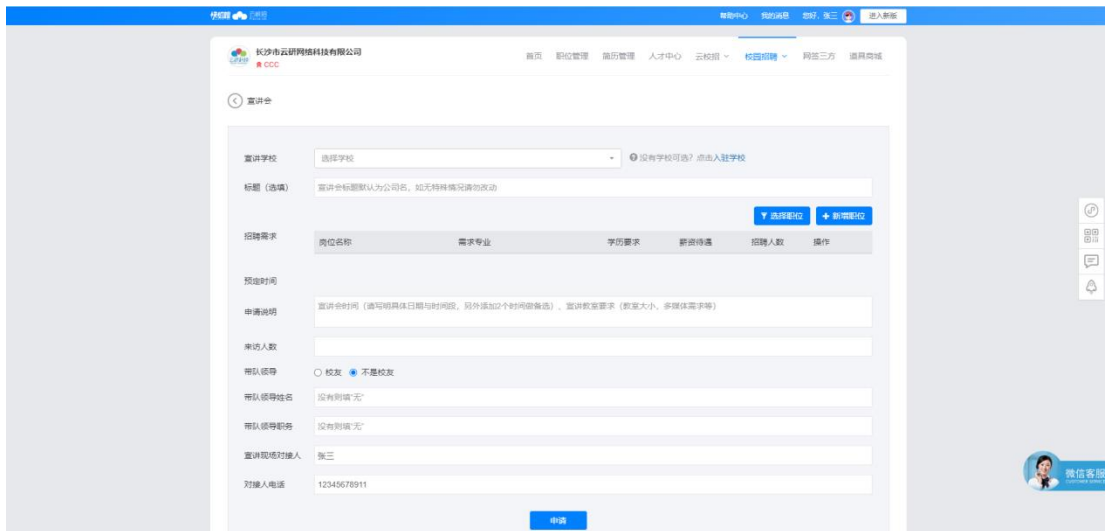 帮助中心 我的消息 您好, 张三 进入新版
长沙市云研网络科技有限公司
CCC
首页 职位管理 简历管理 人才中心 云校招 校园招聘 网签三方 道具商城
宣讲会
宣讲学校 选择学校 没有学校可选? 点击入驻学校
标题 (选填) 宣讲会标题默认为公司名, 如无特殊情况请勿改动
选择职位 新增职位
招聘需求 岗位名称 需求专业 学历要求 薪资待遇 招聘人数 操作
预定时间
申请说明 宣讲会时间 (请写明具体日期与时间段, 另外添加2个时间做备选) 、宣讲教室要求 (教室大小、多媒体需求等)
来访人数
带队领导 校友 不是校友
带队领导姓名 没有则填“无”
带队领导职务 没有则填“无”
宣讲现场对接人 张三
对接人电话 12345678911
申请
微信客服